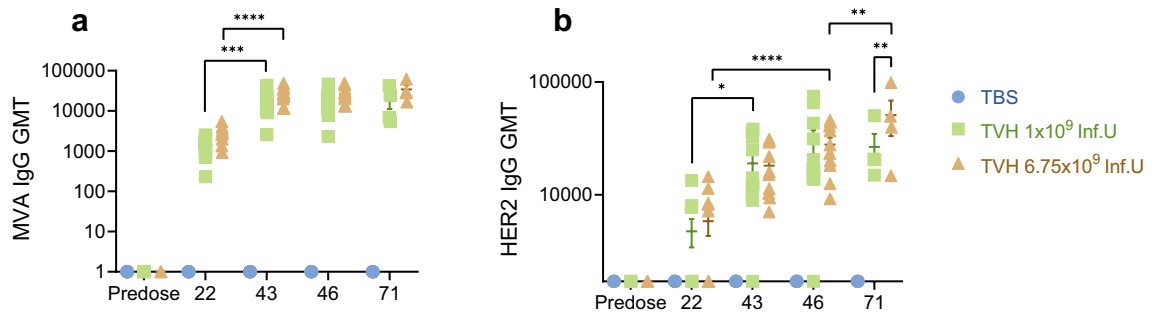 a
****
***
MVA IgG GMT
100000
10000
1000
100
10
1
Predose 22 43 46 71
b
**
**
****
*
HER2 IgG GMT
100000
10000
Predose 22 43 46 71
TBS
TVH 1x10⁹ Inf.U
TVH 6.75x10⁹ Inf.U